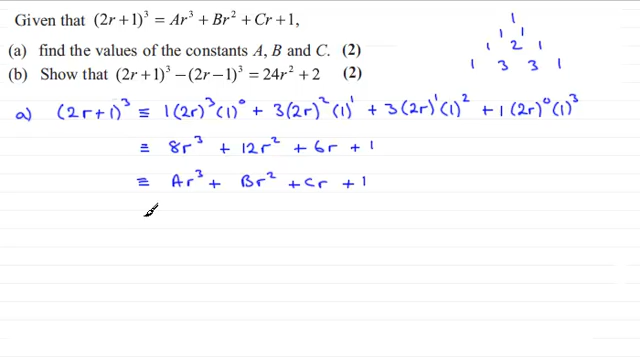 Given that (2r+1)³ = Ar³ + Br² + Cr + 1,
(a) find the values of the constants A, B and C. (2)
(b) Show that (2r+1)³ – (2r–1)³ = 24r² + 2 (2)
1
1 1
1 2 1
1 3 3 1
a) (2r+1)³ ≡ 1(2r)³(1)⁰ + 3(2r)²(1)¹ + 3(2r)¹(1)² + 1(2r)⁰(1)³
≡ 8r³ + 12r² + 6r + 1
≡ Ar³ + Br² + Cr + 1